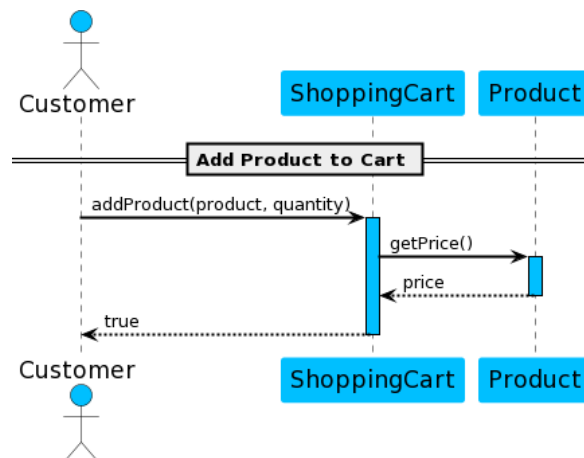 Customer
ShoppingCart
Product
Add Product to Cart
addProduct(product, quantity)
getPrice()
price
true
Customer
ShoppingCart
Product